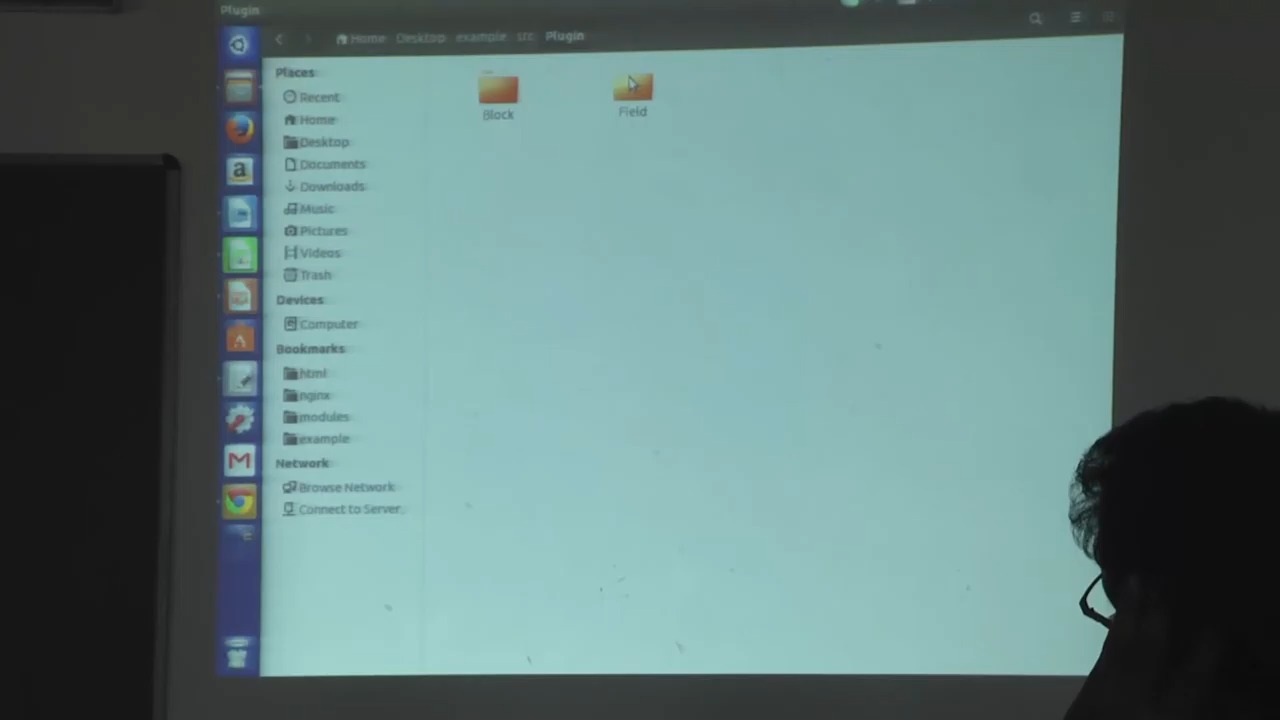 Plugin
Home Desktop example src Plugin
Places
Recent
Home
Desktop
Documents
Downloads
Music
Pictures
Videos
Trash
Devices
Computer
Bookmarks
html
nginx
modules
example
Network
Browse Network
Connect to Server..
Block
Field